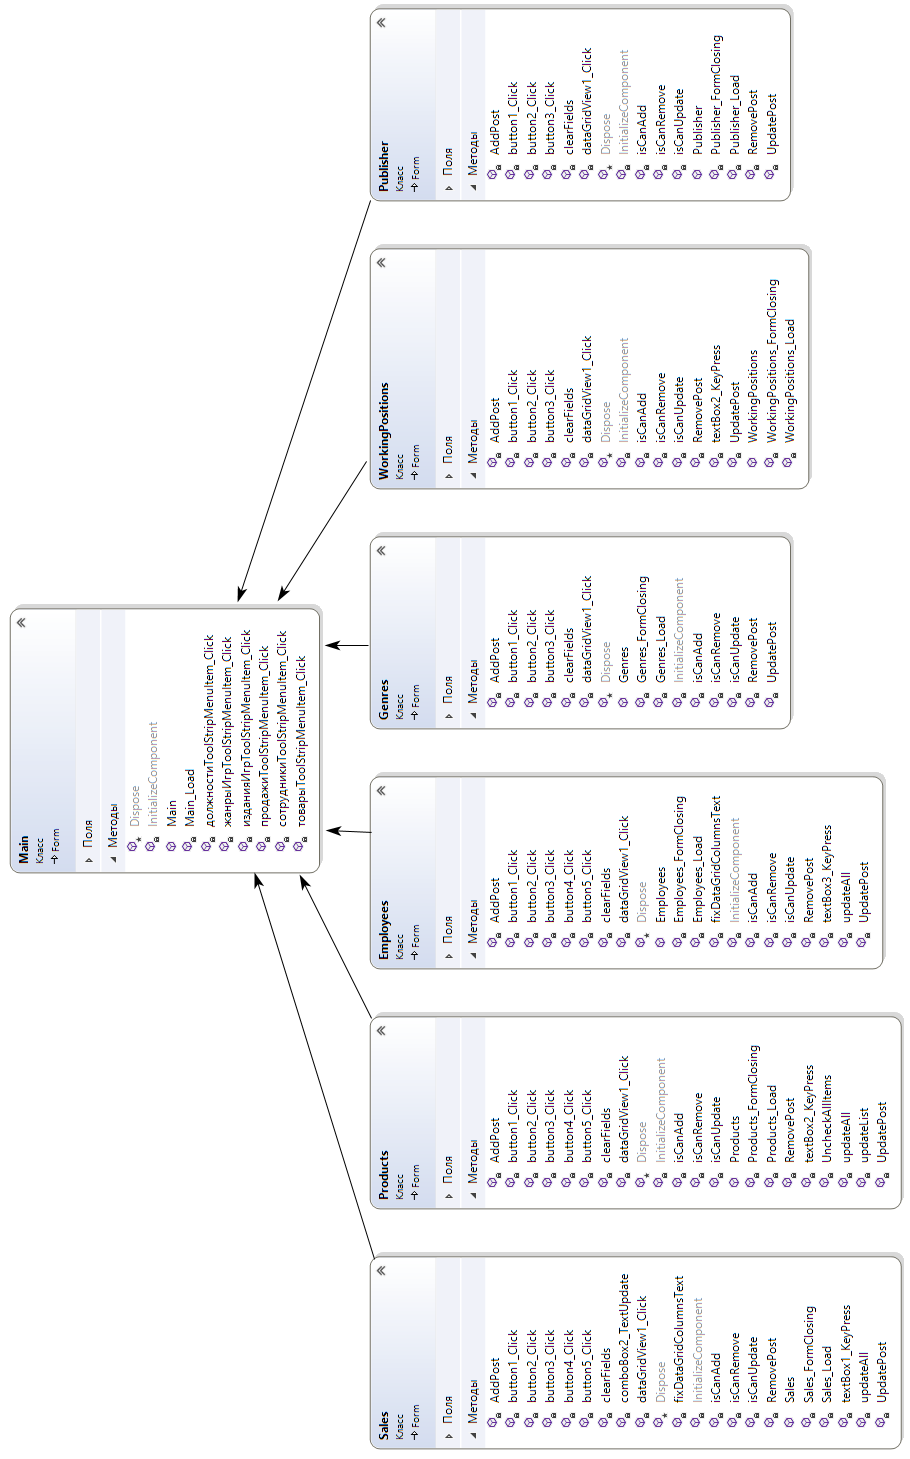 Main
Класс
Form
Поля
Методы
Dispose
InitializeComponent
Main
Main_Load
должностиToolStripMenuItem_Click
жанрыИгрToolStripMenuItem_Click
изданияИгрToolStripMenuItem_Click
продажиToolStripMenuItem_Click
сотрудникиToolStripMenuItem_Click
товарыToolStripMenuItem_Click
Sales
Класс
Form
Поля
Методы
AddPost
button1_Click
button2_Click
button3_Click
button4_Click
button5_Click
clearFields
comboBox2_TextUpdate
dataGridView1_Click
Dispose
fixDataGridColumnsText
InitializeComponent
isCanAdd
isCanRemove
isCanUpdate
RemovePost
Sales
Sales_FormClosing
Sales_Load
textBox1_KeyPress
updateAll
UpdatePost
Products
Класс
Form
Поля
Методы
AddPost
button1_Click
button2_Click
button3_Click
button4_Click
button5_Click
clearFields
dataGridView1_Click
Dispose
InitializeComponent
isCanAdd
isCanRemove
isCanUpdate
Products
Products_FormClosing
Products_Load
RemovePost
textBox2_KeyPress
UncheckAllItems
updateAll
updateList
UpdatePost
Employees
Класс
Form
Поля
Методы
AddPost
button1_Click
button2_Click
button3_Click
button4_Click
button5_Click
clearFields
dataGridView1_Click
Dispose
Employees
Employees_FormClosing
Employees_Load
fixDataGridColumnsText
InitializeComponent
isCanAdd
isCanRemove
isCanUpdate
RemovePost
textBox3_KeyPress
updateAll
UpdatePost
Genres
Класс
Form
Поля
Методы
AddPost
button1_Click
button2_Click
button3_Click
clearFields
dataGridView1_Click
Dispose
Genres
Genres_FormClosing
Genres_Load
InitializeComponent
isCanAdd
isCanRemove
isCanUpdate
RemovePost
UpdatePost
WorkingPositions
Класс
Form
Поля
Методы
AddPost
button1_Click
button2_Click
button3_Click
clearFields
dataGridView1_Click
Dispose
InitializeComponent
isCanAdd
isCanRemove
isCanUpdate
RemovePost
textBox2_KeyPress
UpdatePost
WorkingPositions
WorkingPositions_FormClosing
WorkingPositions_Load
Publisher
Класс
Form
Поля
Методы
AddPost
button1_Click
button2_Click
button3_Click
clearFields
dataGridView1_Click
Dispose
InitializeComponent
isCanAdd
isCanRemove
isCanUpdate
Publisher
Publisher_FormClosing
Publisher_Load
RemovePost
UpdatePost